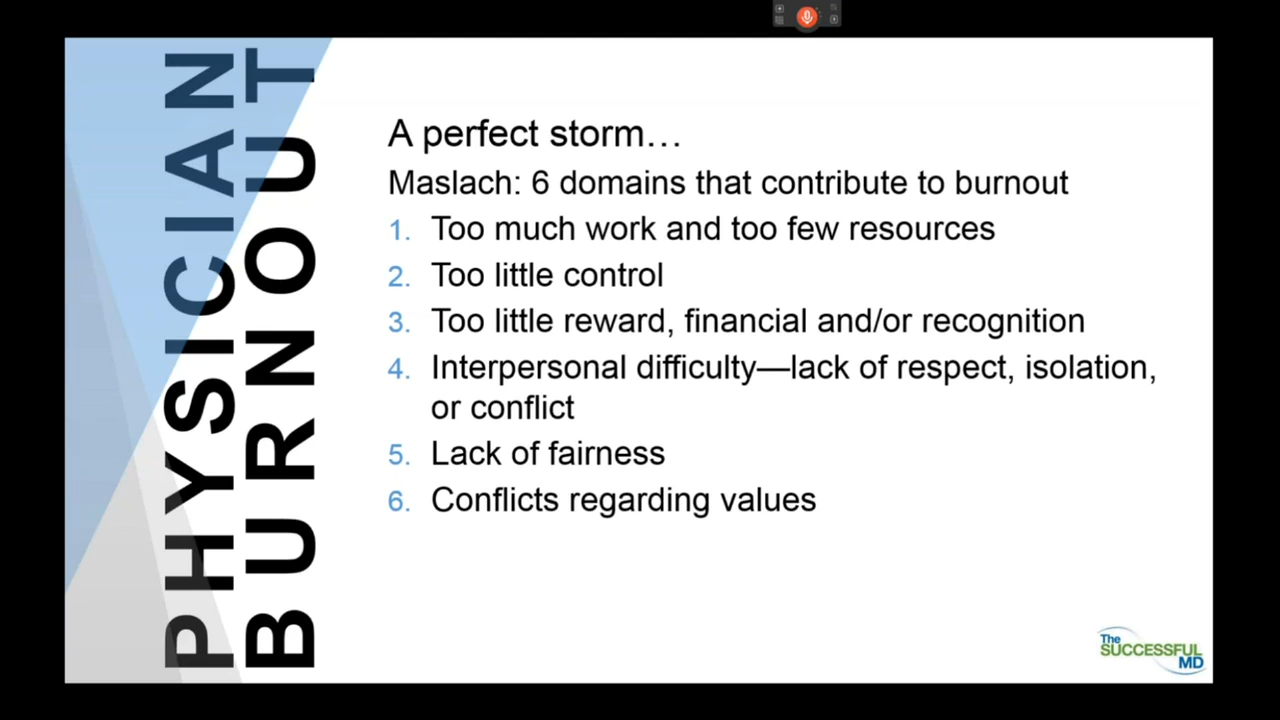 PHYSICIAN
BURNOUT
A perfect storm…
Maslach: 6 domains that contribute to burnout
1. Too much work and too few resources
2. Too little control
3. Too little reward, financial and/or recognition
4. Interpersonal difficulty—lack of respect, isolation,
or conflict
5. Lack of fairness
6. Conflicts regarding values
The
SUCCESSFUL
MD